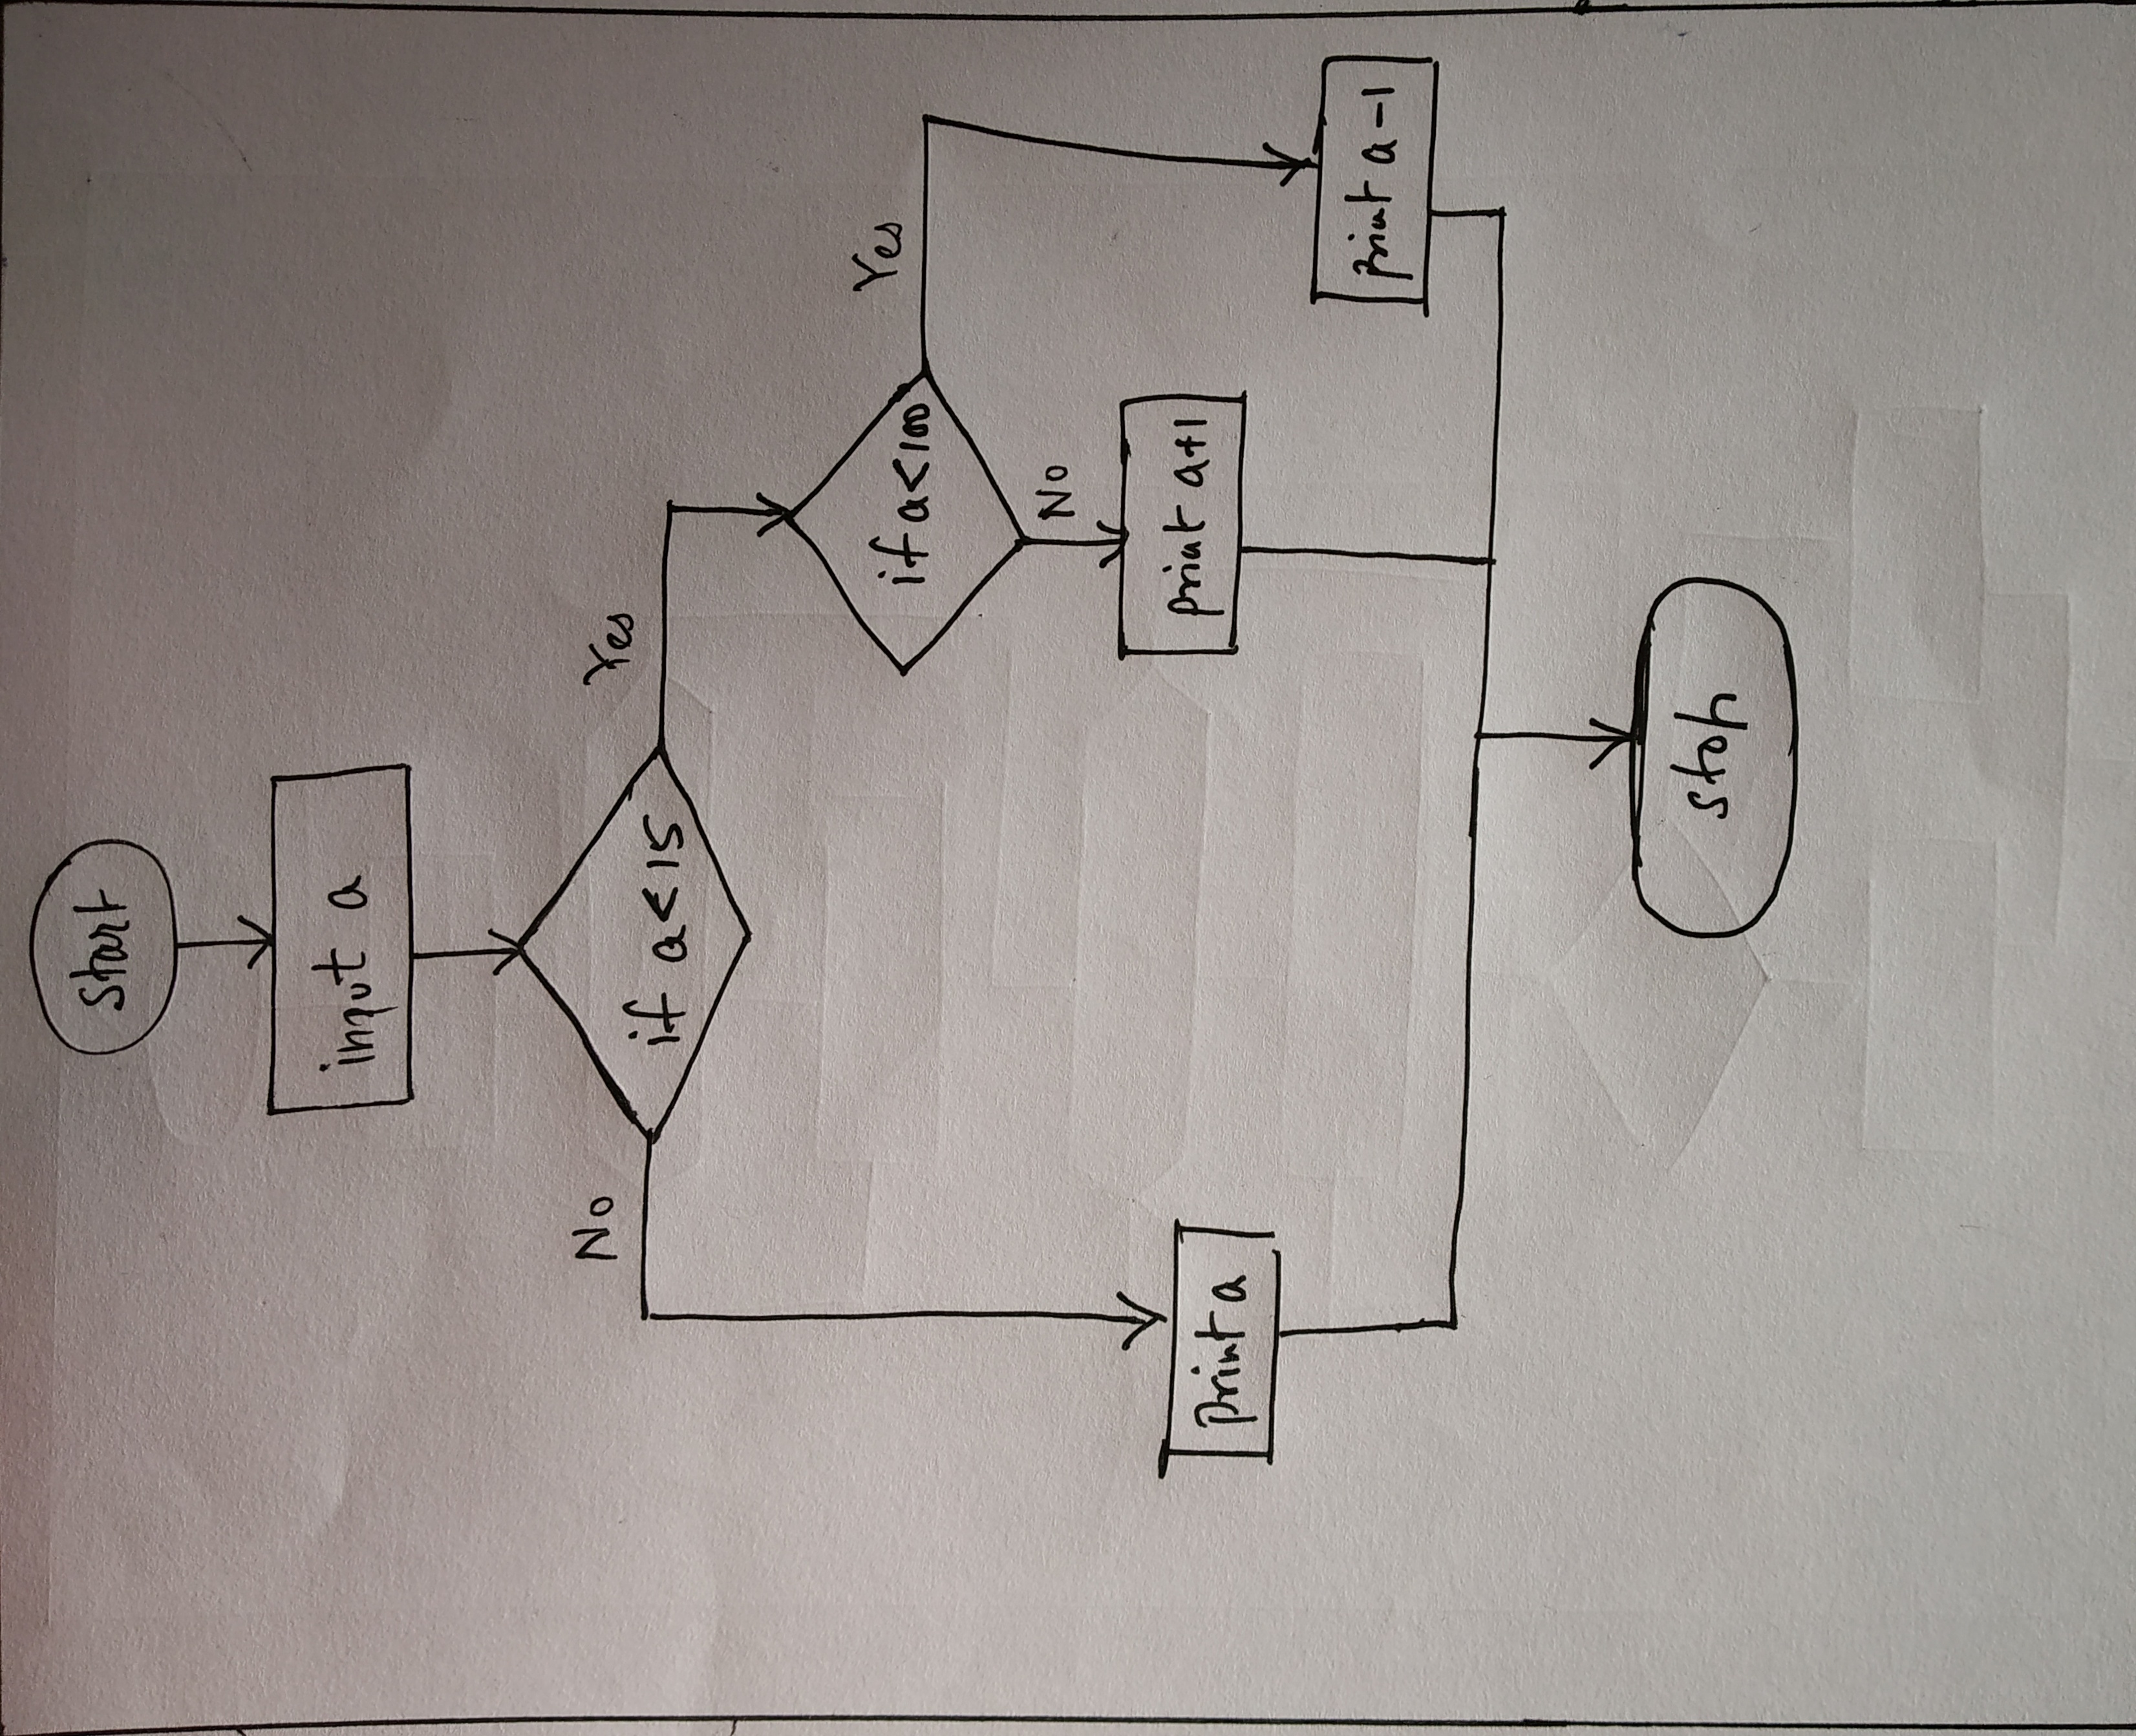 start
input a
No
Yes
if a < 15
Yes
if a < 100
No
print a+1
print a
print a-1
stop